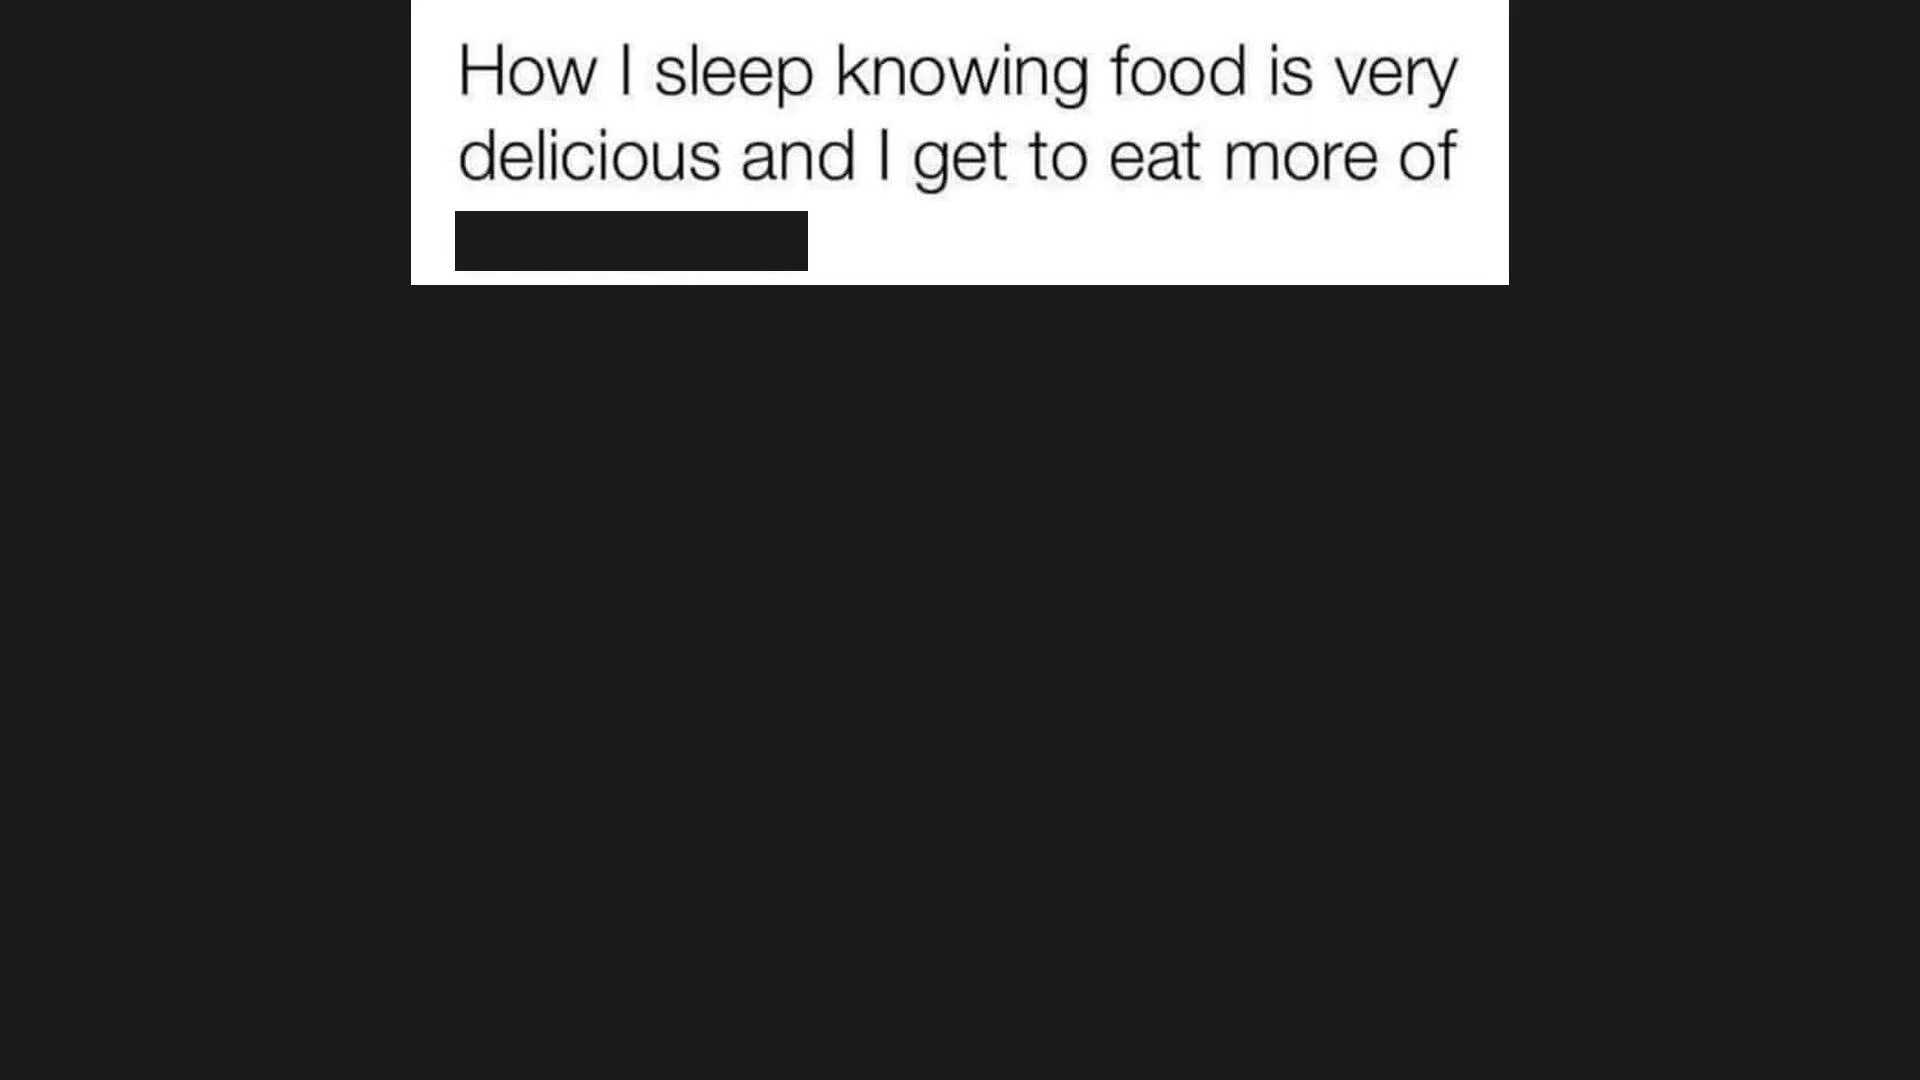 How I sleep knowing food is very
delicious and I get to eat more of